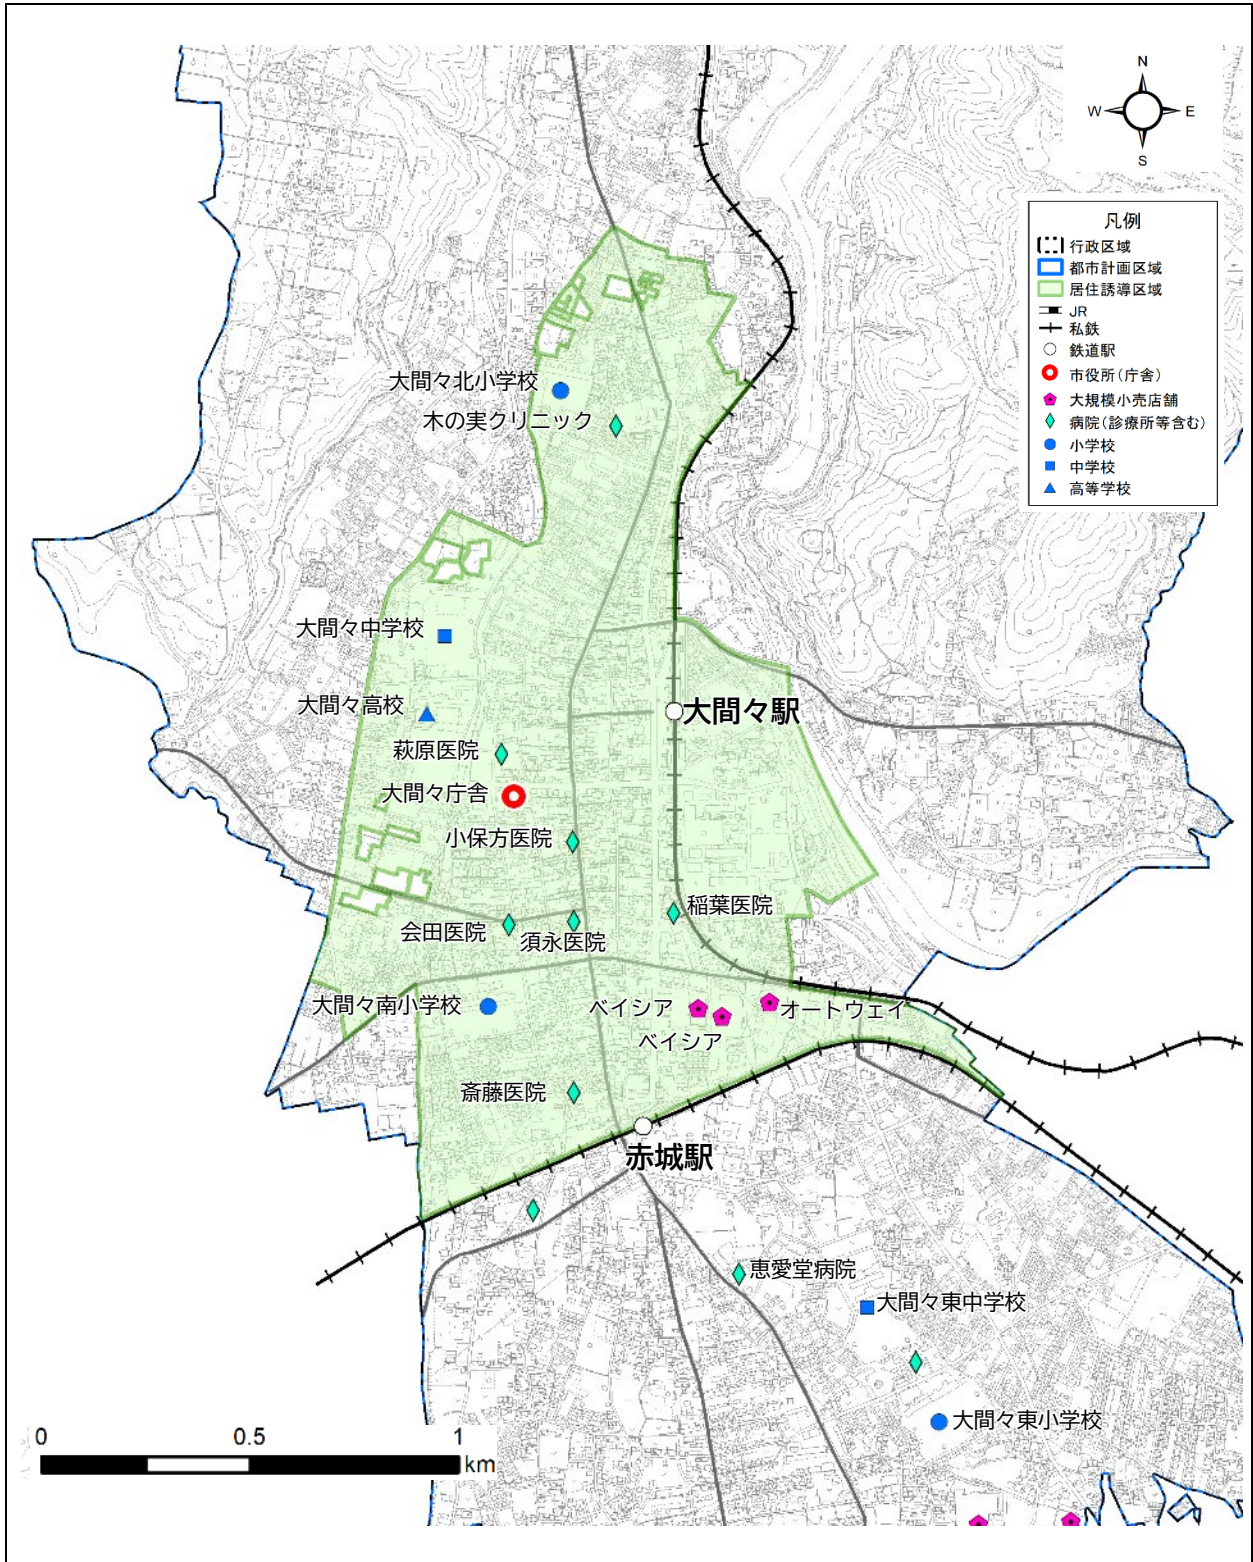 N
W
E
S
凡例
行政区域
都市計画区域
居住誘導区域
JR
私鉄
鉄道駅
市役所(庁舎)
大規模小売店舗
病院(診療所等含む)
小学校
中学校
高等学校
大間々北小学校
木の実クリニック
大間々中学校
大間々高校
大間々駅
萩原医院
大間々庁舎
小保方医院
稲葉医院
会田医院
須永医院
大間々南小学校
ベイシア
オートウェイ
ベイシア
斎藤医院
赤城駅
恵愛堂病院
大間々東中学校
大間々東小学校
0 0.5 1
km